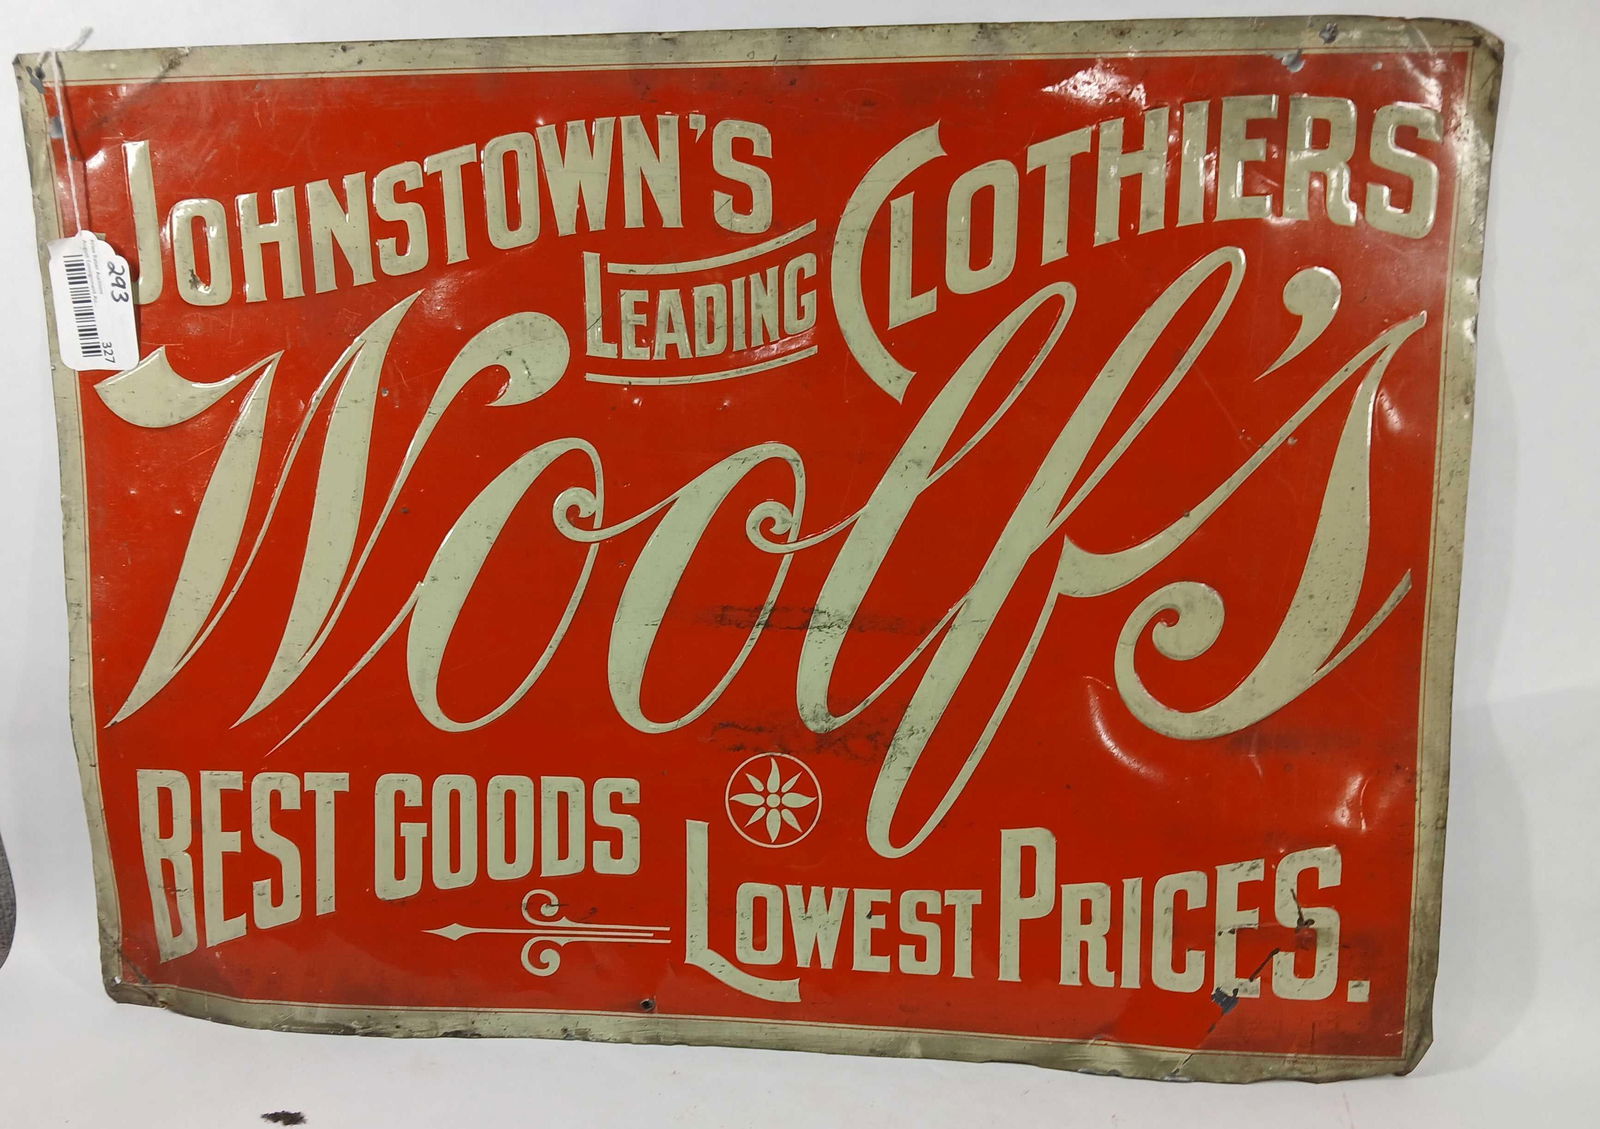 JOHNSTOWN'S
LEADING
CLOTHIERS
Woolf's
BEST GOODS
LOWEST PRICES.
293
327